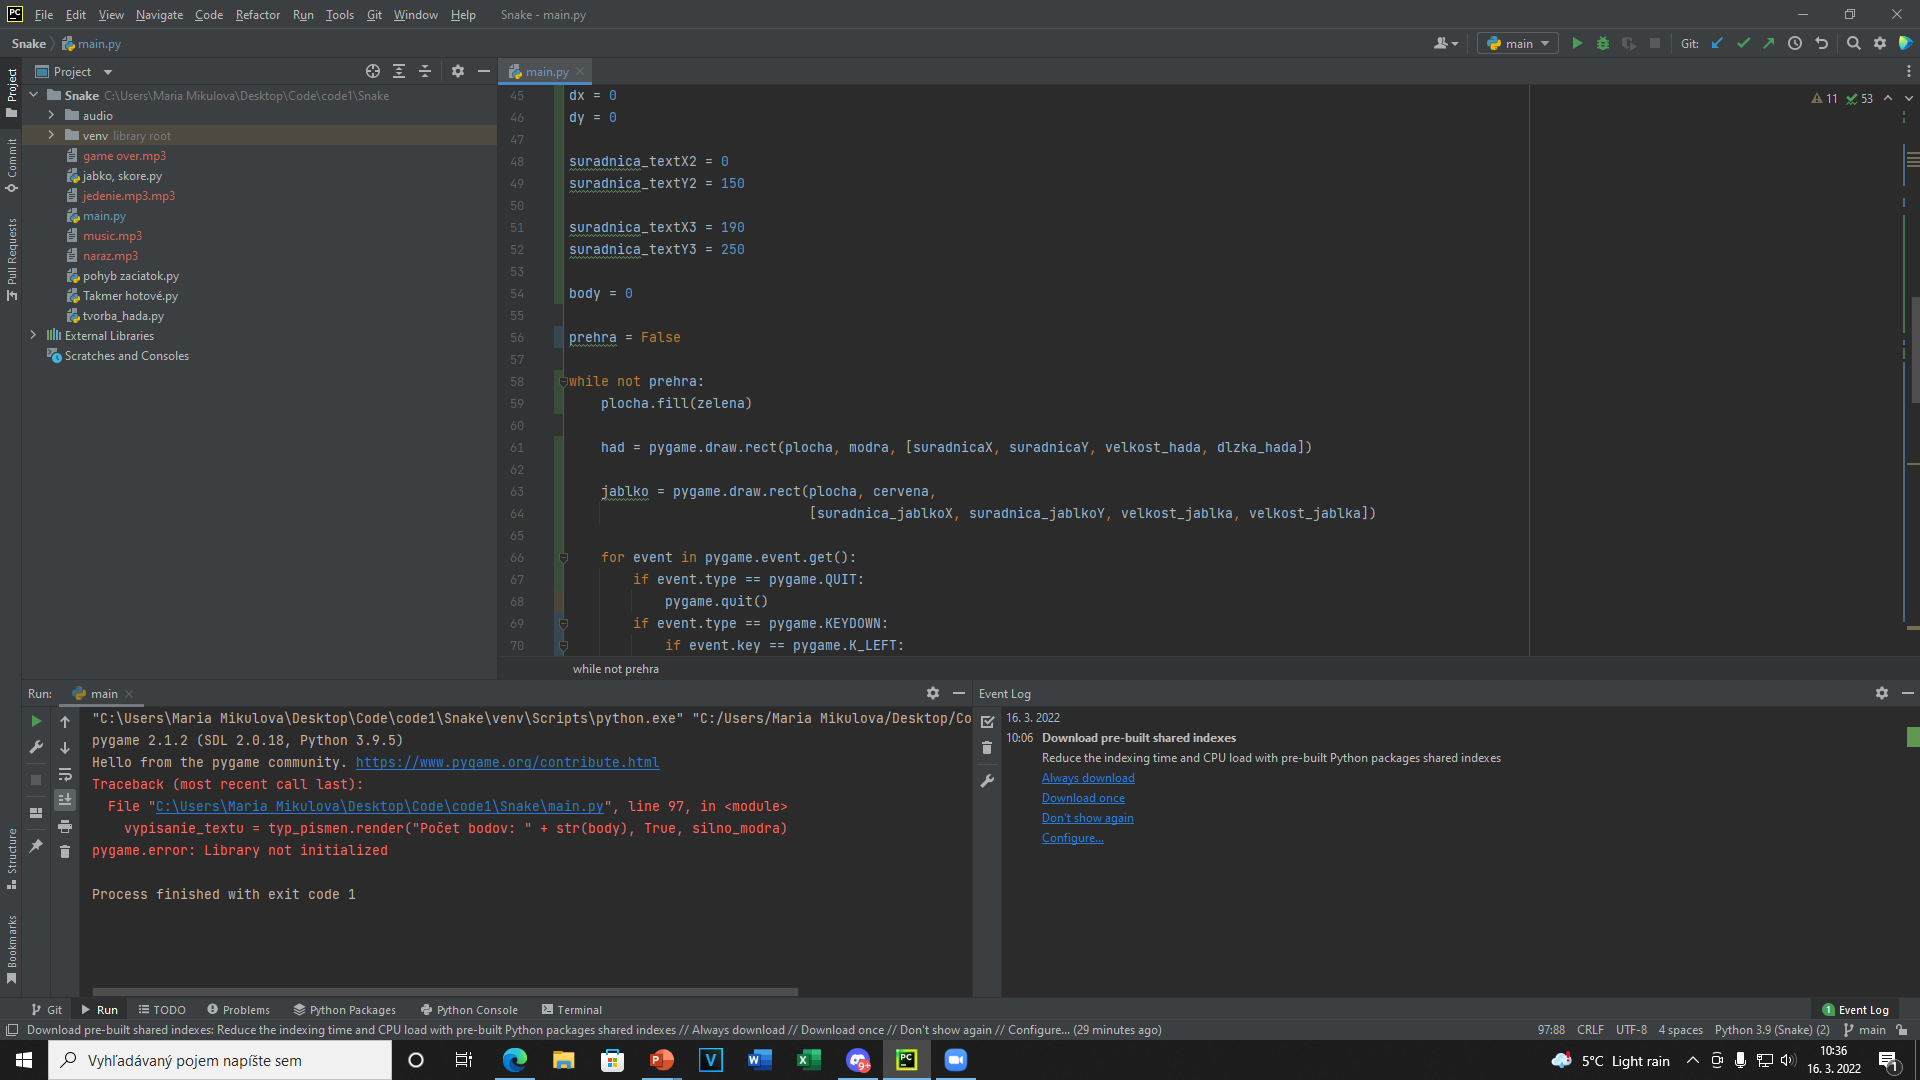 PC File Edit View Navigate Code Refactor Run Tools Git Window Help Snake - main.py
Snake main.py main Git:
Project main.py
Project
Commit
Pull Requests
Snake C:\Users\Maria Mikulova\Desktop\Code\code1\Snake
audio
venv library root
game over.mp3
jabko, skore.py
jedenie.mp3.mp3
main.py
music.mp3
naraz.mp3
pohyb zaciatok.py
Takmer hotové.py
tvorba_hada.py
External Libraries
Scratches and Consoles
11 53
45 dx = 0
46 dy = 0
47
48 suradnica_textX2 = 0
49 suradnica_textY2 = 150
50
51 suradnica_textX3 = 190
52 suradnica_textY3 = 250
53
54 body = 0
55
56 prehra = False
57
58 while not prehra:
59 plocha.fill(zelena)
60
61 had = pygame.draw.rect(plocha, modra, [suradnicaX, suradnicaY, velkost_hada, dlzka_hada])
62
63 jablko = pygame.draw.rect(plocha, cervena,
64 [suradnica_jablkoX, suradnica_jablkoY, velkost_jablka, velkost_jablka])
65
66 for event in pygame.event.get():
67 if event.type == pygame.QUIT:
68 pygame.quit()
69 if event.type == pygame.KEYDOWN:
70 if event.key == pygame.K_LEFT:
while not prehra
Run: main
"C:\Users\Maria Mikulova\Desktop\Code\code1\Snake\venv\Scripts\python.exe" "C:/Users/Maria Mikulova/Desktop/Co
pygame 2.1.2 (SDL 2.0.18, Python 3.9.5)
Hello from the pygame community. https://www.pygame.org/contribute.html
Traceback (most recent call last):
File "C:\Users\Maria Mikulova\Desktop\Code\code1\Snake\main.py", line 97, in <module>
vypisanie_textu = typ_pismen.render("Počet bodov: " + str(body), True, silno_modra)
pygame.error: Library not initialized
Process finished with exit code 1
Structure
Bookmarks
Event Log
16. 3. 2022
10:06 Download pre-built shared indexes
Reduce the indexing time and CPU load with pre-built Python packages shared indexes
Always download
Download once
Don't show again
Configure...
Git Run TODO Problems Python Packages Python Console Terminal 1 Event Log
Download pre-built shared indexes: Reduce the indexing time and CPU load with pre-built Python packages shared indexes // Always download // Download once // Don't show again // Configure... (29 minutes ago) 97:88 CRLF UTF-8 4 spaces Python 3.9 (Snake) (2) main
Vyhľadávaný pojem napíšte sem P V W X 9+ PC 5°C Light rain 10:36
16. 3. 2022 1